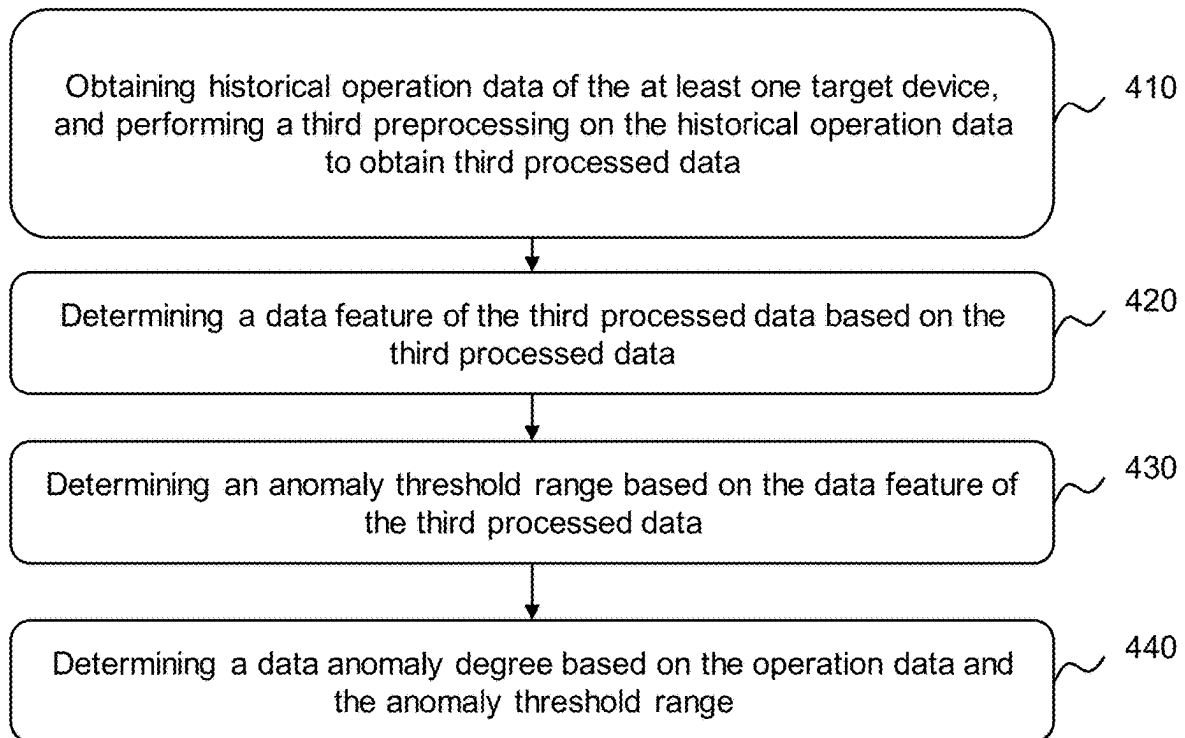 Obtaining historical operation data of the at least one target device,
and performing a third preprocessing on the historical operation data
to obtain third processed data
410
Determining a data feature of the third processed data based on the
third processed data
420
Determining an anomaly threshold range based on the data feature of
the third processed data
430
Determining a data anomaly degree based on the operation data and
the anomaly threshold range
440